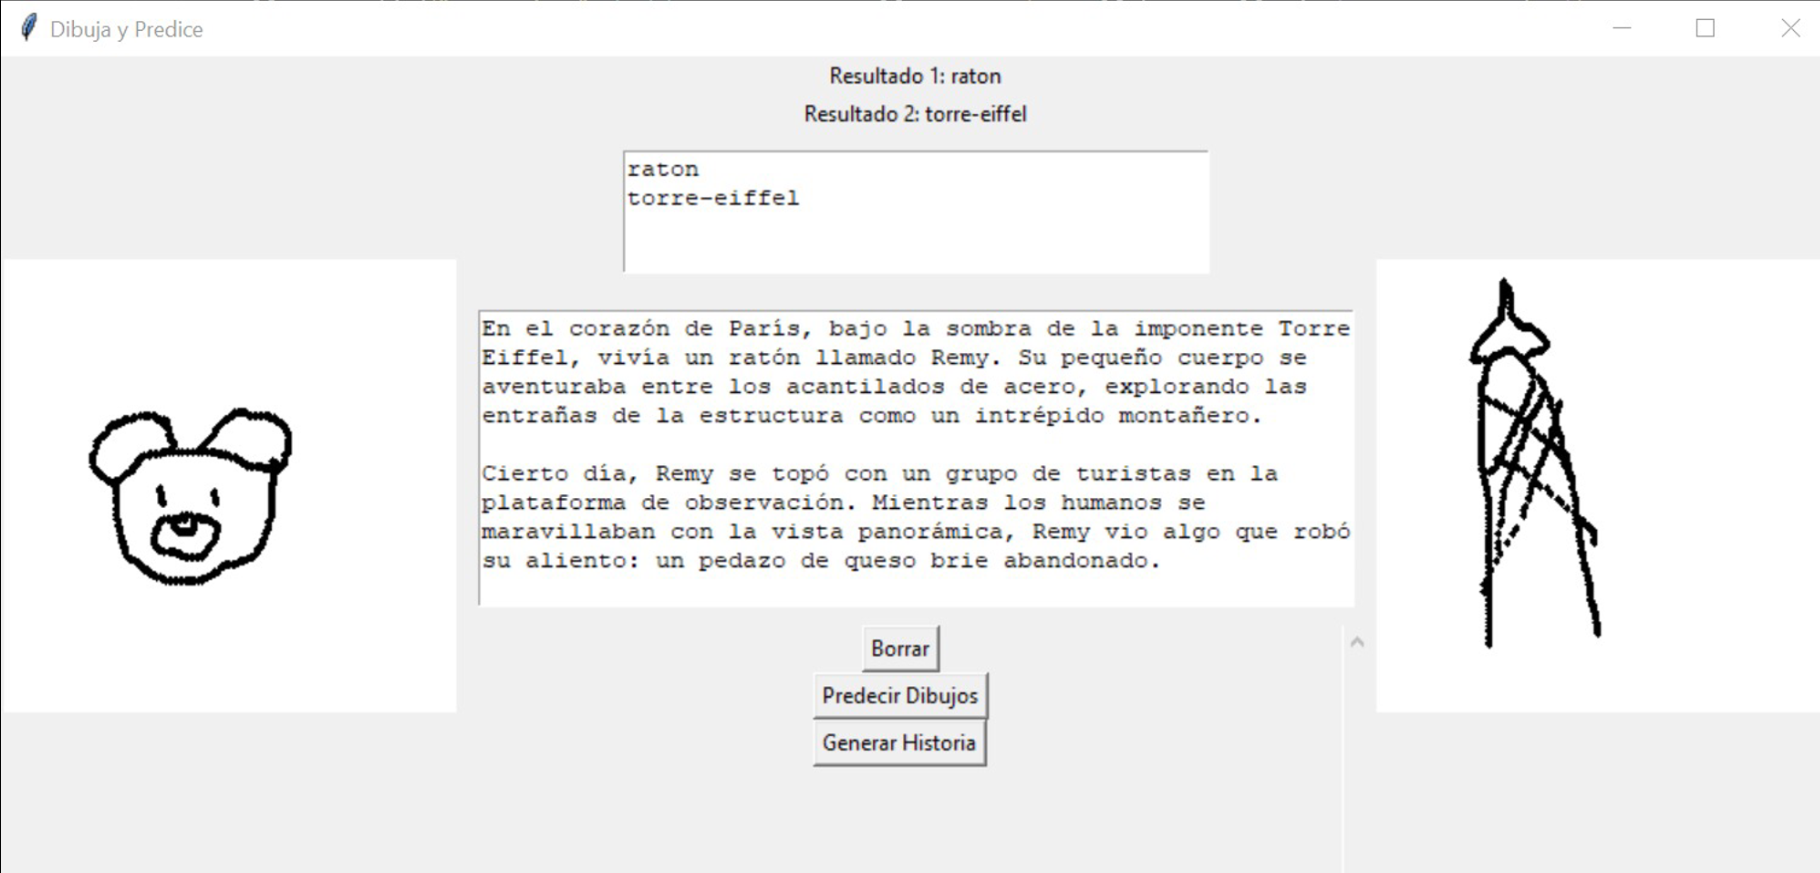 Dibuja y Predice
Resultado 1: raton
Resultado 2: torre-eiffel
raton
torre-eiffel
En el corazón de París, bajo la sombra de la imponente Torre
Eiffel, vivía un ratón llamado Remy. Su pequeño cuerpo se
aventuraba entre los acantilados de acero, explorando las
entrañas de la estructura como un intrépido montañero.
Cierto día, Remy se topó con un grupo de turistas en la
plataforma de observación. Mientras los humanos se
maravillaban con la vista panorámica, Remy vio algo que robó
su aliento: un pedazo de queso brie abandonado.
Borrar
Predecir Dibujos
Generar Historia